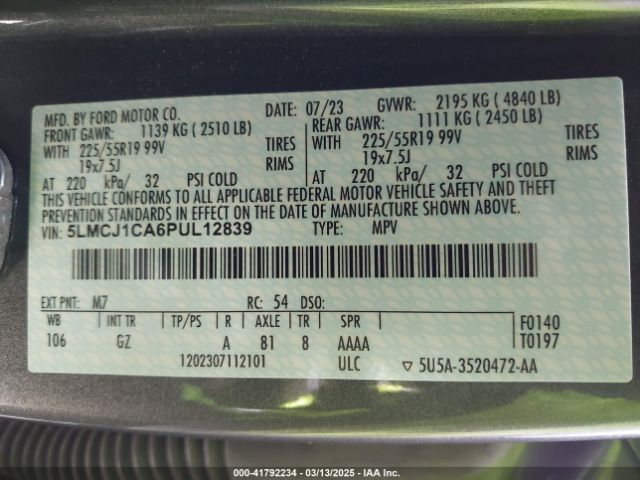 MFD. BY FORD MOTOR CO. DATE: 07/23 GVWR: 2195 KG ( 4840 LB)
FRONT GAWR: 1139 KG ( 2510 LB) REAR GAWR: 1111 KG ( 2450 LB)
WITH 225/55R19 99V TIRES WITH 225/55R19 99V TIRES
19x7.5J RIMS 19x7.5J RIMS
AT 220 kPa/ 32 PSI COLD AT 220 kPa/ 32 PSI COLD
THIS VEHICLE CONFORMS TO ALL APPLICABLE FEDERAL MOTOR VEHICLE SAFETY AND THEFT
PREVENTION STANDARDS IN EFFECT ON THE DATE OF MANUFACTURE SHOWN ABOVE.
VIN: 5LMCJ1CA6PUL12839 TYPE: MPV
EXT PNT: M7 RC: 54 DSO:
WB INT TR TP/PS R AXLE TR SPR F0140
106 GZ A 81 8 AAAA T0197
1202307112101 ULC ▽ 5U5A-3520472-AA
000-41792234 - 03/13/2025 - IAA Inc.